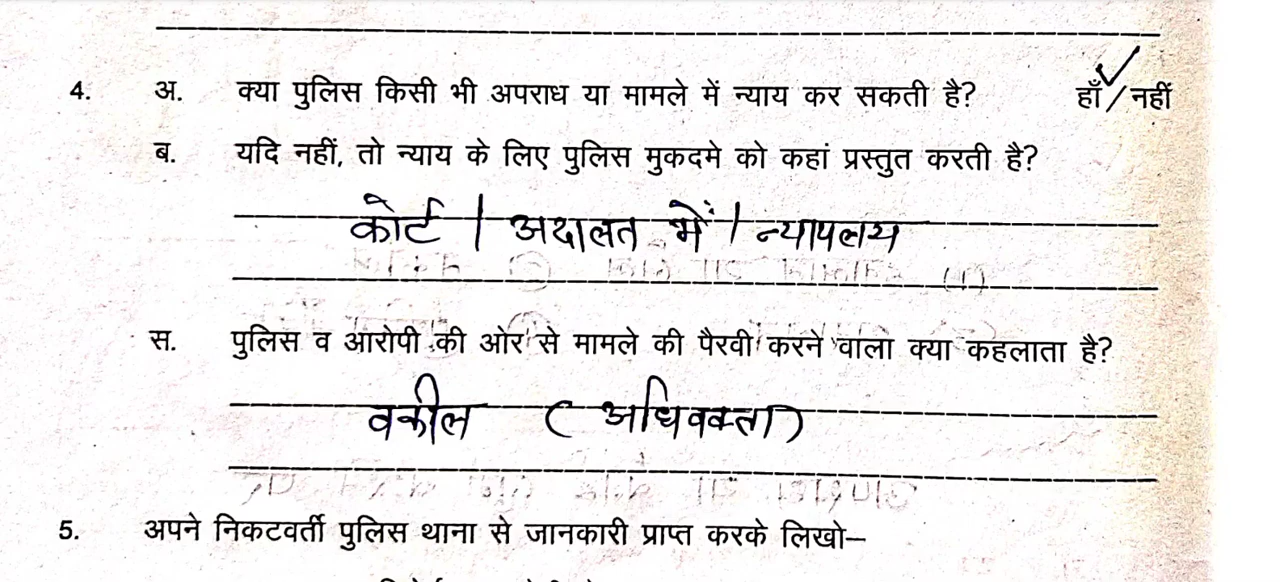 4. अ. क्या पुलिस किसी भी अपराध या मामले में न्याय कर सकती है? हाँ / नहीं
ब. यदि नहीं, तो न्याय के लिए पुलिस मुकदमे को कहां प्रस्तुत करती है?
कोर्ट / अदालत में / न्यायलय
स. पुलिस व आरोपी की ओर से मामले की पैरवी करने वाला क्या कहलाता है?
वकील ( अधिवक्ता )
5. अपने निकटवर्ती पुलिस थाना से जानकारी प्राप्त करके लिखो–